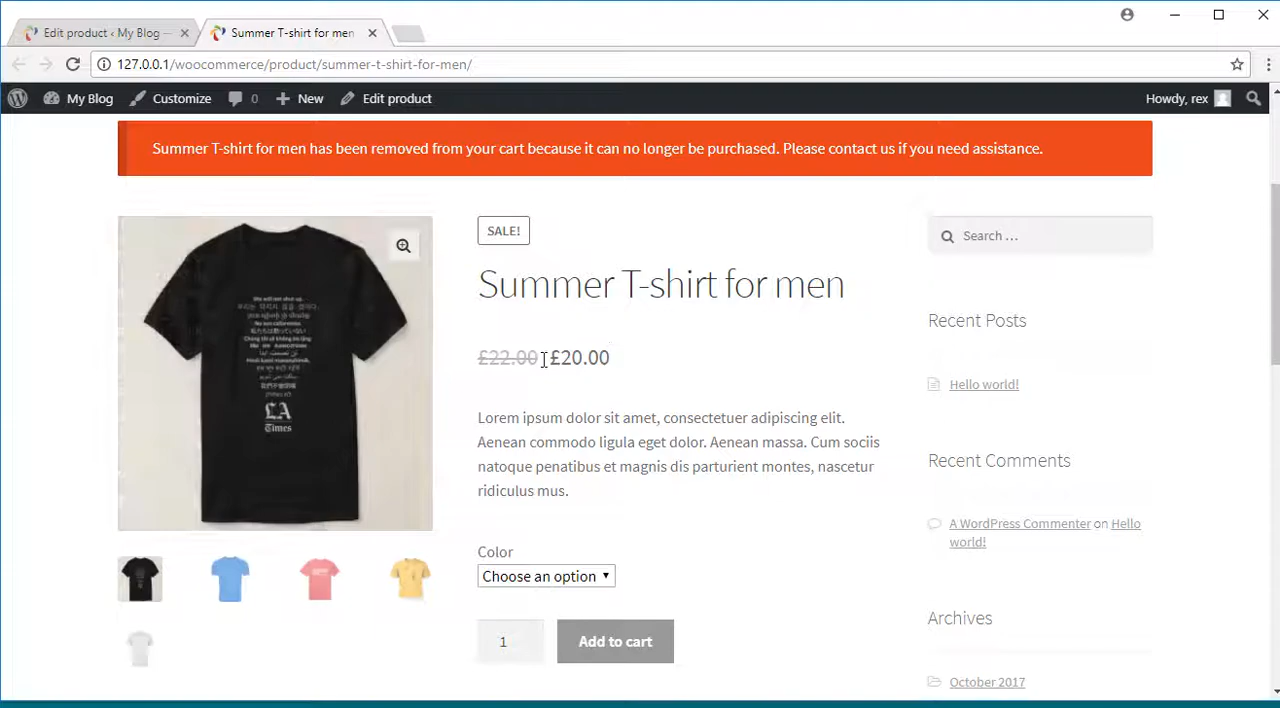 Edit product ‹ My Blog —
Summer T-shirt for men
127.0.0.1/woocommerce/product/summer-t-shirt-for-men/
My Blog
Customize
0
New
Edit product
Howdy, rex
Summer T-shirt for men has been removed from your cart because it can no longer be purchased. Please contact us if you need assistance.
We will not shut up.
LA
Times
SALE!
Summer T-shirt for men
£22.00 £20.00
Lorem ipsum dolor sit amet, consectetuer adipiscing elit.
Aenean commodo ligula eget dolor. Aenean massa. Cum sociis
natoque penatibus et magnis dis parturient montes, nascetur
ridiculus mus.
Color
Choose an option
1
Add to cart
Search …
Recent Posts
Hello world!
Recent Comments
A WordPress Commenter on Hello
world!
Archives
October 2017